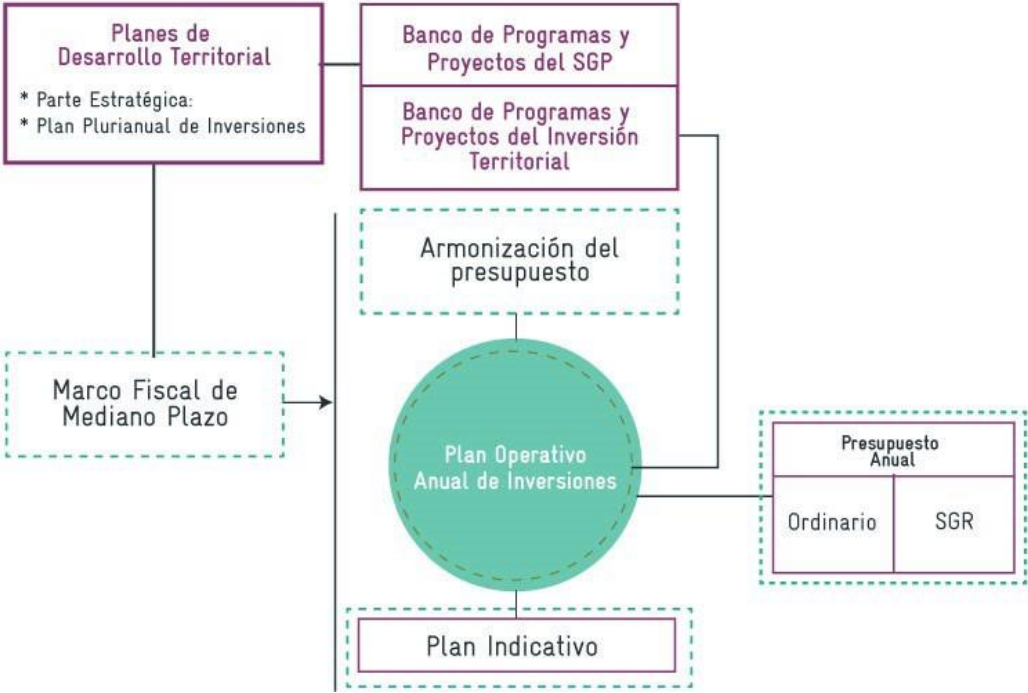 Planes de
Desarrollo Territorial
* Parte Estratégica:
* Plan Plurianual de Inversiones
Banco de Programas y
Proyectos del SGP
Banco de Programas y
Proyectos del Inversión
Territorial
Armonización del
presupuesto
Marco Fiscal de
Mediano Plazo
Plan Operativo
Anual de Inversiones
Presupuesto
Anual
Ordinario
SGR
Plan Indicativo